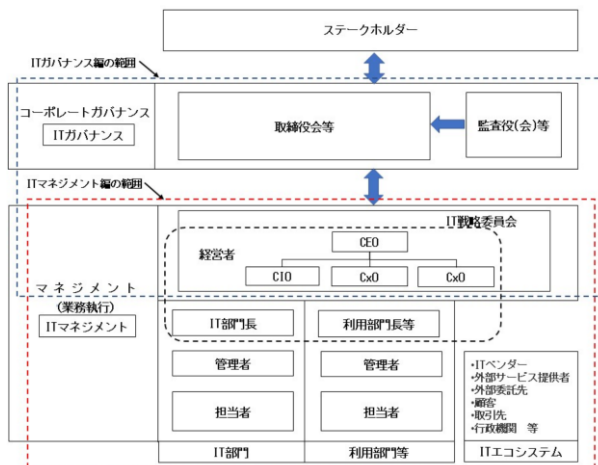 ステークホルダー
ITガバナンス編の範囲
コーポレートガバナンス
ITガバナンス
取締役会等
監査役(会)等
ITマネジメント編の範囲
IT戦略委員会
経営者
CEO
CIO
CxO
CxO
マネジメント
(業務執行)
ITマネジメント
IT部門長
利用部門長等
管理者
管理者
担当者
担当者
•ITベンダー
•外部サービス提供者
•外部委託先
•顧客
•取引先
•行政機関 等
IT部門
利用部門等
ITエコシステム